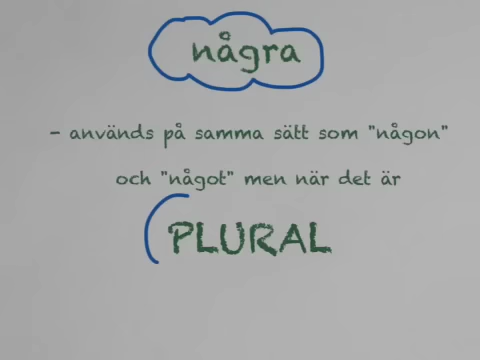 några
- används på samma sätt som "någon"
och "något" men när det är
PLURAL